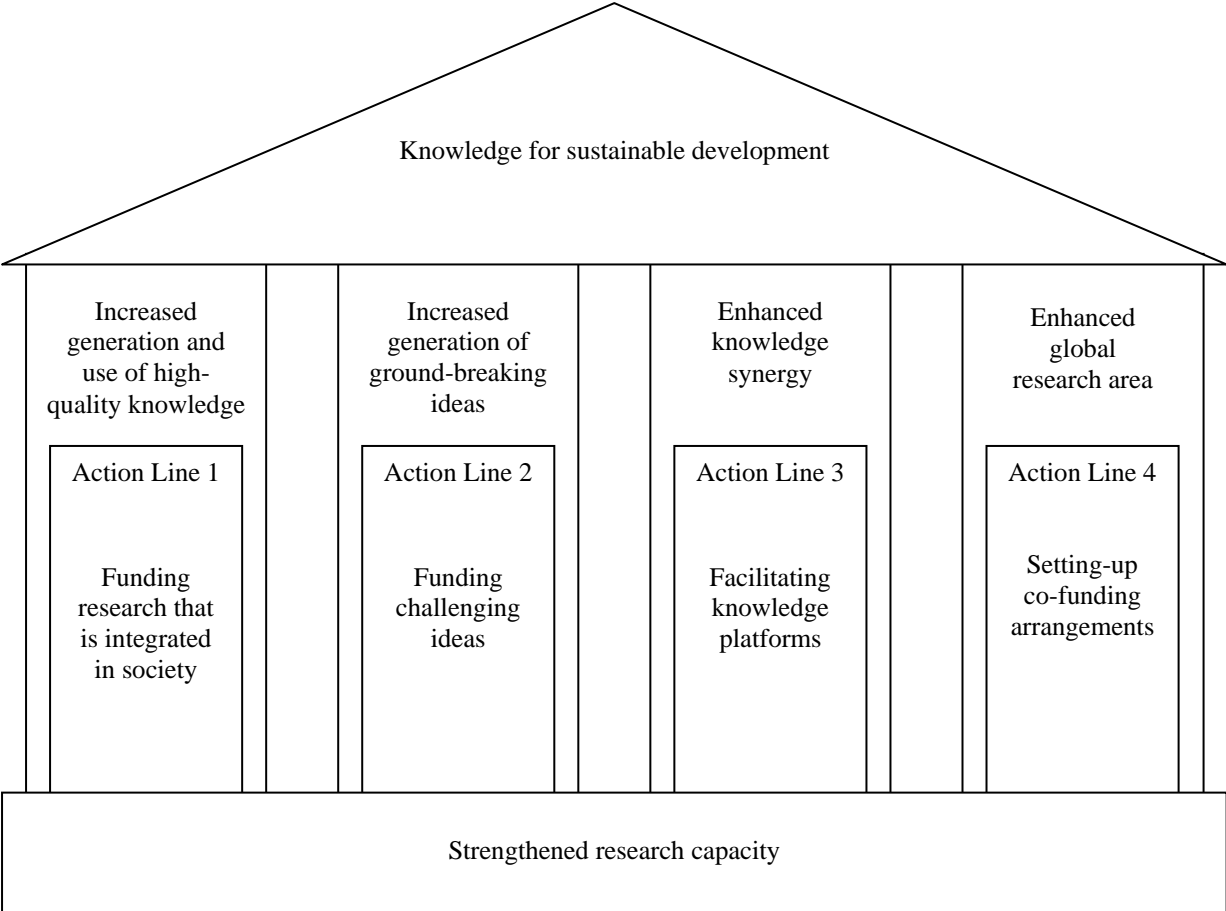 Knowledge for sustainable development
Increased
generation and
use of high-
quality knowledge
Action Line 1
Funding
research that
is integrated
in society
Increased
generation of
ground-breaking
ideas
Action Line 2
Funding
challenging
ideas
Enhanced
knowledge
synergy
Action Line 3
Facilitating
knowledge
platforms
Enhanced
global
research area
Action Line 4
Setting-up
co-funding
arrangements
Strengthened research capacity